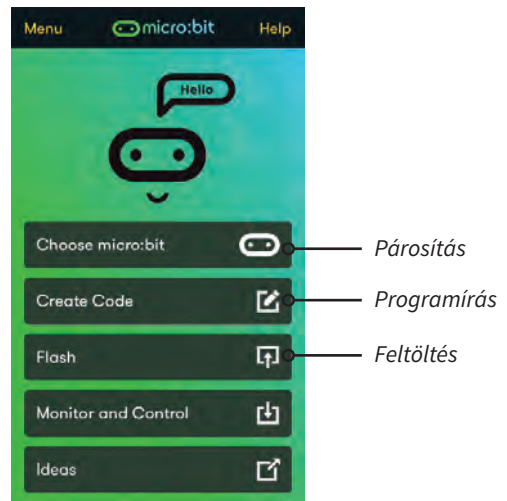 Menu micro:bit Help
Hello
Choose micro:bit Párosítás
Create Code Programírás
Flash Feltöltés
Monitor and Control
Ideas